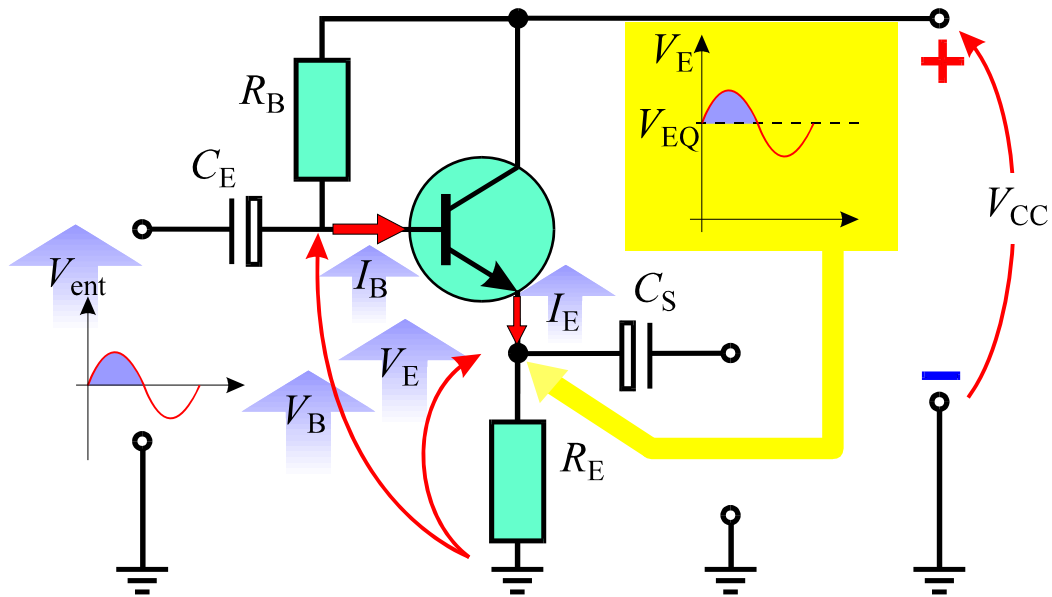 V_E
R_B
V_EQ
C_E
V_CC
V_ent
I_B
C_S
I_E
V_E
V_B
R_E